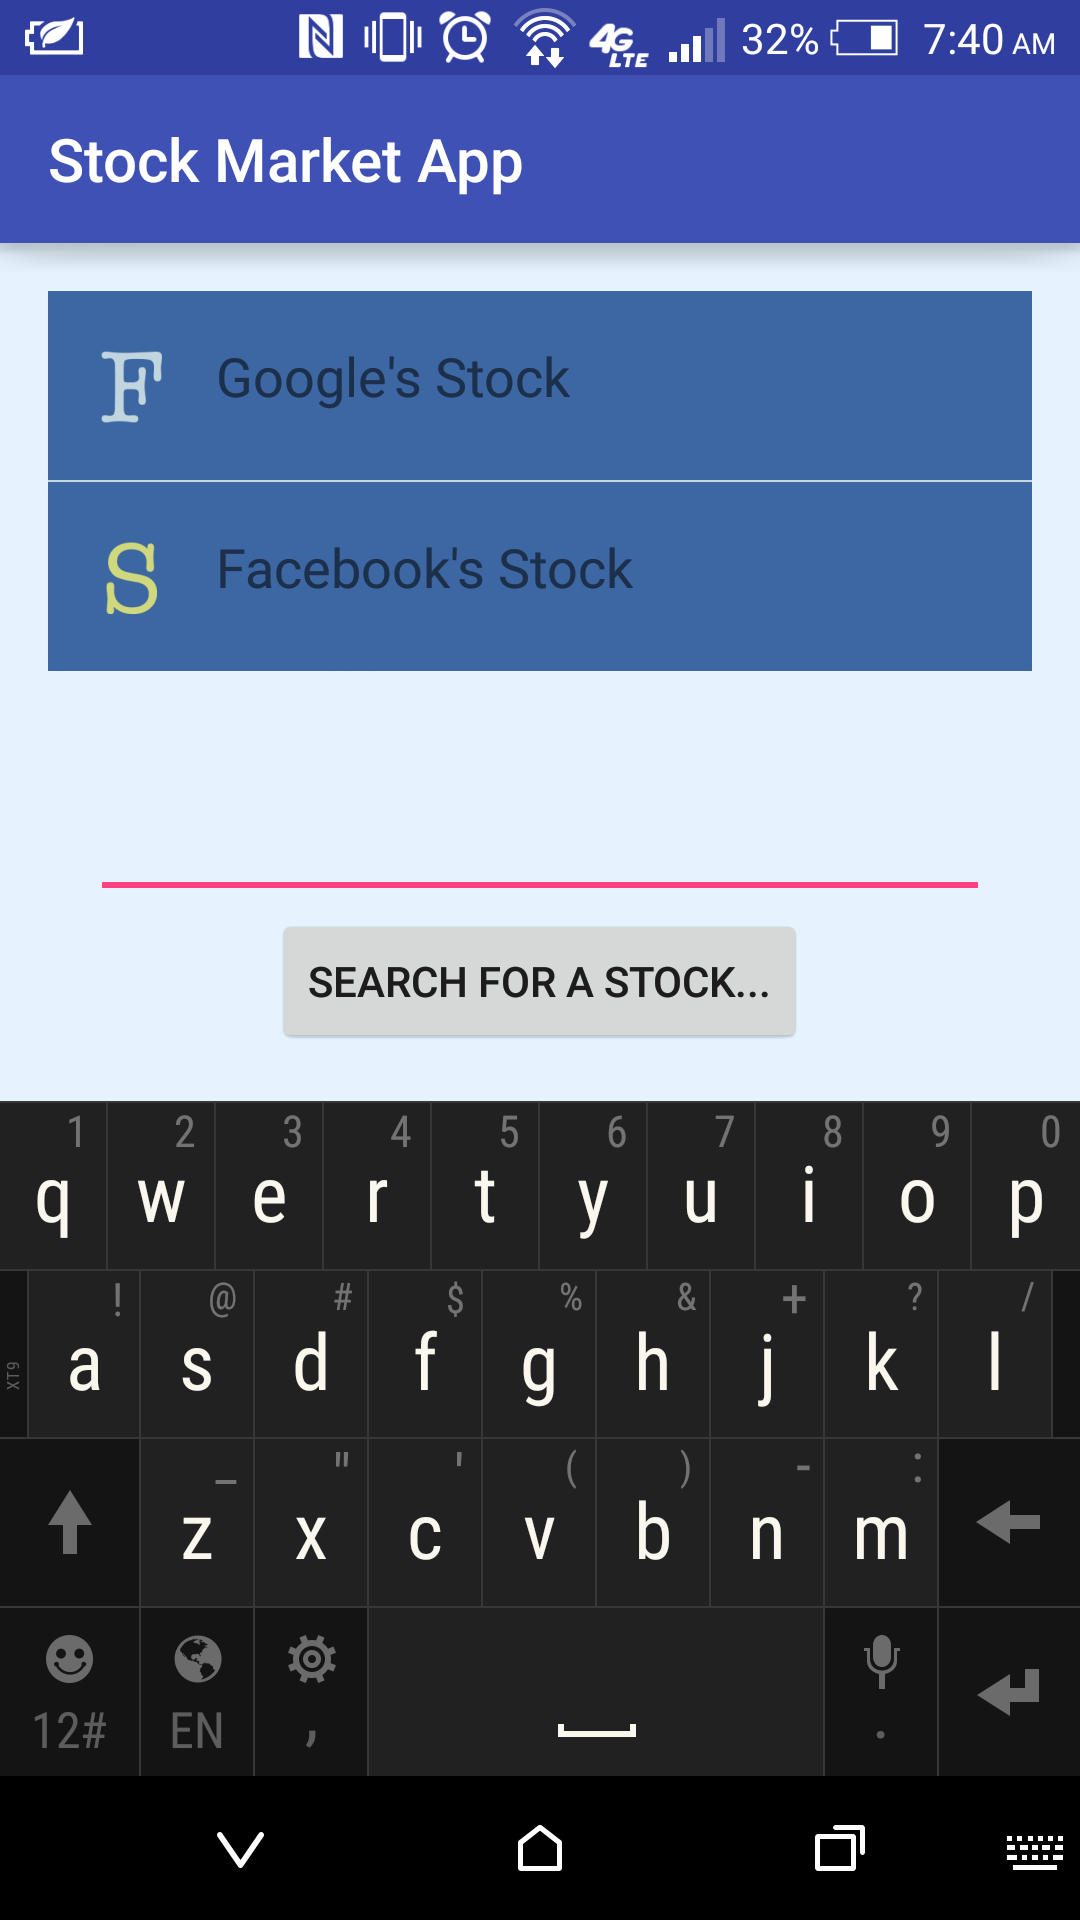 4G LTE 32% 7:40 AM
Stock Market App
F Google's Stock
S Facebook's Stock
SEARCH FOR A STOCK...
1 2 3 4 5 6 7 8 9 0
q w e r t y u i o p
! @ # $ % & + ? /
XT9 a s d f g h j k l
_ " ' ( ) - :
z x c v b n m
12# EN , .